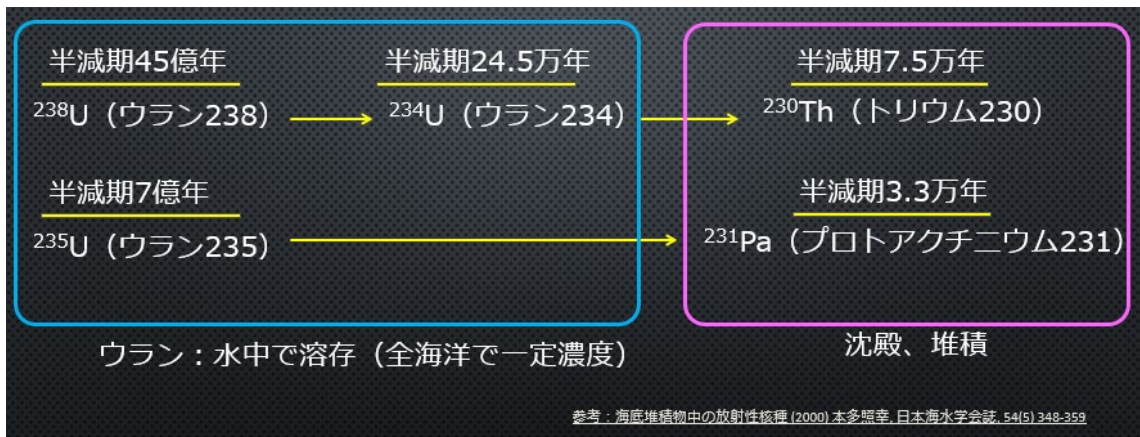 半減期45億年
半減期24.5万年
半減期7.5万年
²³⁸U（ウラン238）
²³⁴U（ウラン234）
²³⁰Th（トリウム230）
半減期7億年
半減期3.3万年
²³⁵U（ウラン235）
²³¹Pa（プロトアクチニウム231）
ウラン：水中で溶存（全海洋で一定濃度）
沈殿、堆積
参考：海底堆積物中の放射性核種 (2000) 本多照幸, 日本海水学会誌, 54(5) 348-359